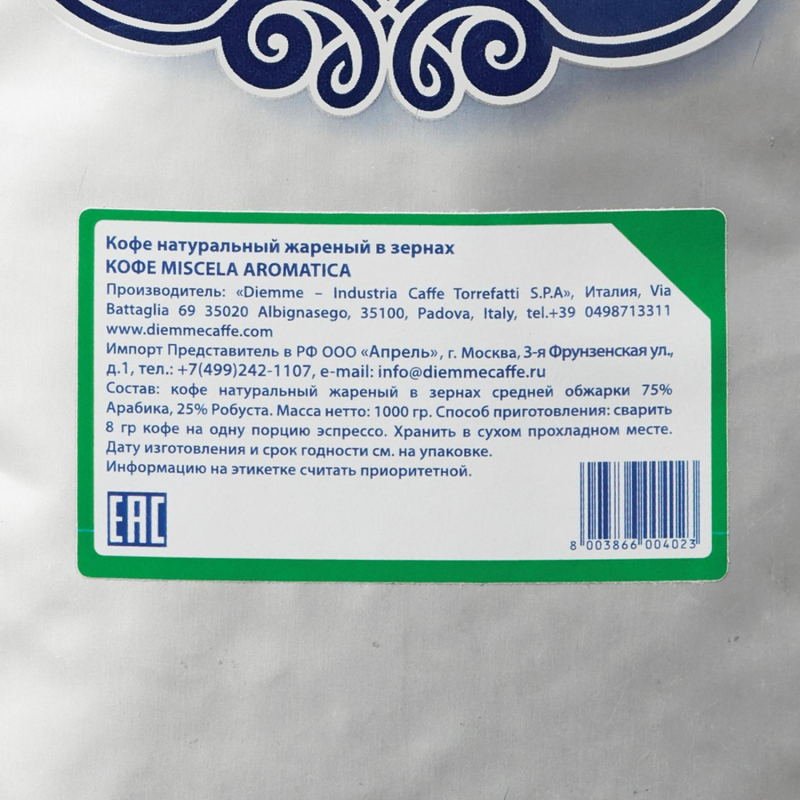 Кофе натуральный жареный в зернах
КОФЕ MISCELA AROMATICA
Производитель: «Diemme – Industria Caffe Torrefatti S.P.A», Италия, Via
Battaglia 69 35020 Albignasego, 35100, Padova, Italy, tel.+39 0498713311
www.diemmecaffe.com
Импорт Представитель в РФ ООО «Апрель», г. Москва, 3-я Фрунзенская ул.,
д.1, тел.: +7(499)242-1107, e-mail: info@diemmecaffe.ru
Состав: кофе натуральный жареный в зернах средней обжарки 75%
Арабика, 25% Робуста. Масса нетто: 1000 гр. Способ приготовления: сварить
8 гр кофе на одну порцию эспрессо. Хранить в сухом прохладном месте.
Дату изготовления и срок годности см. на упаковке.
Информацию на этикетке считать приоритетной.
EAC
8 003866 004023